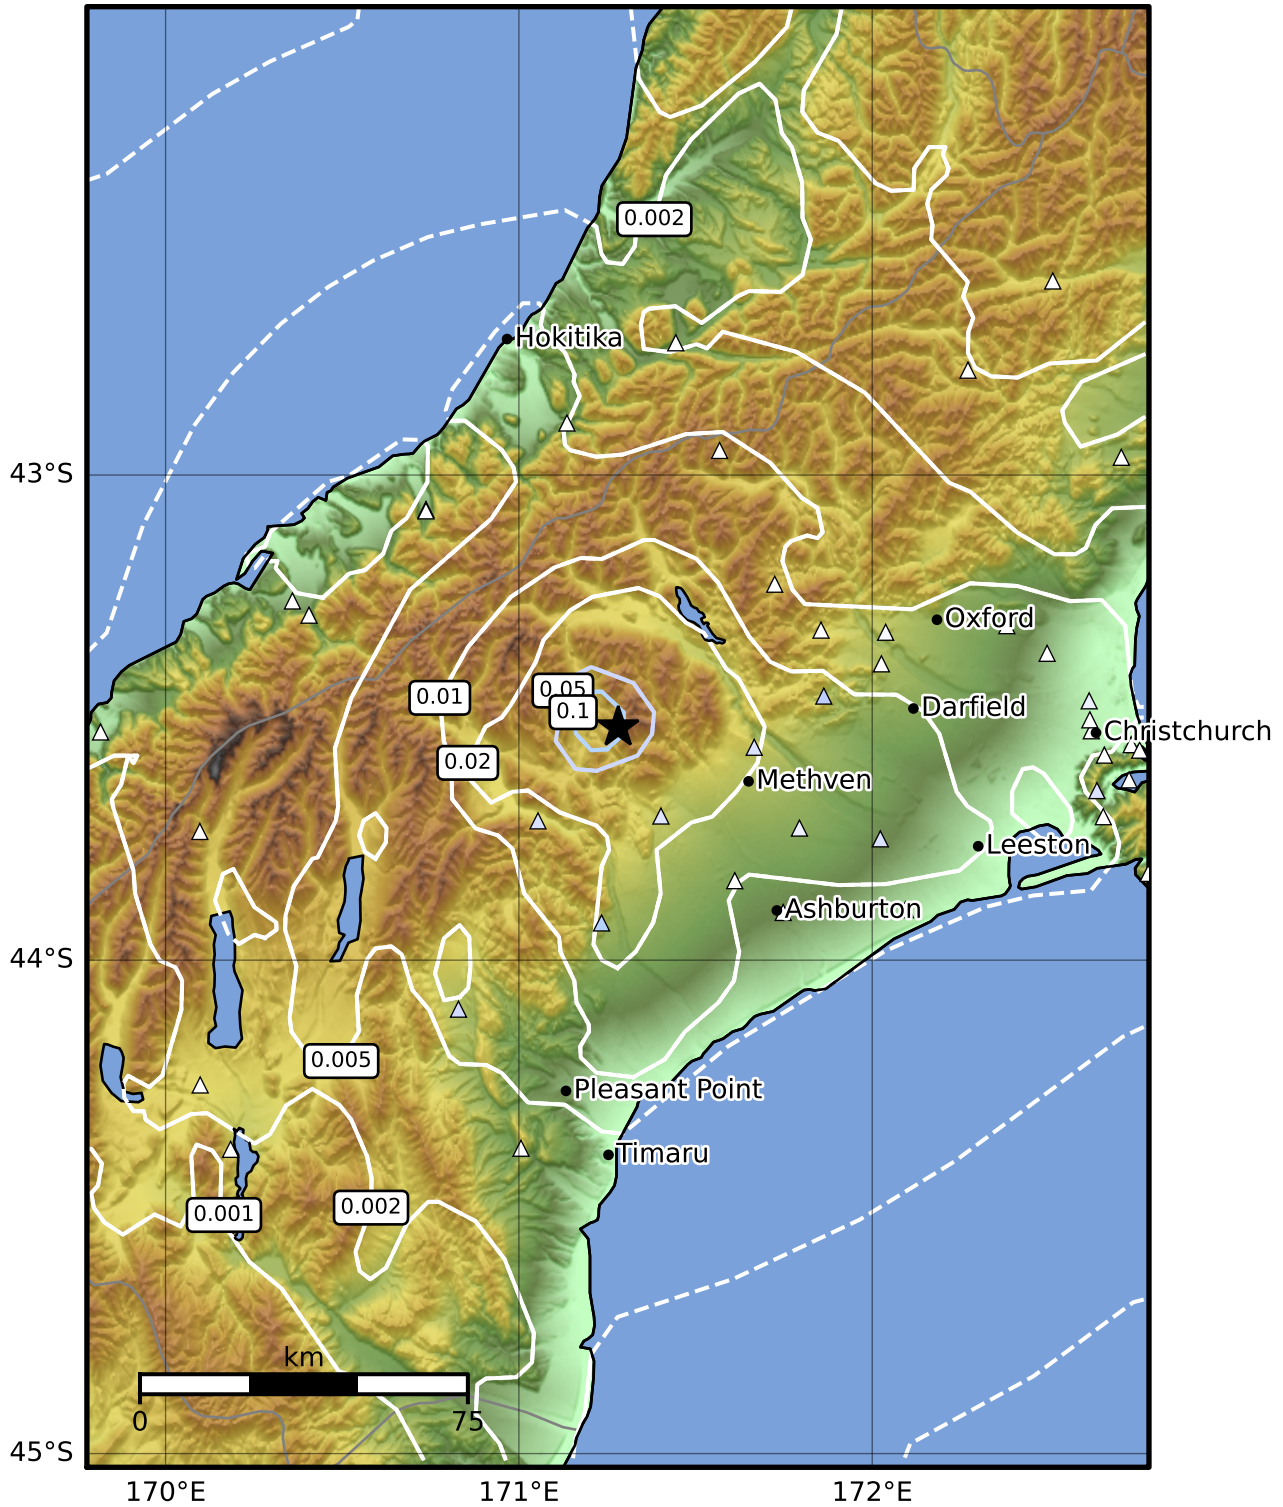 0.002
Hokitika
43°S
Oxford
0.05
0.01
0.1
Darfield
Christchurch
0.02
Methven
Leeston
Ashburton
44°S
0.005
Pleasant Point
Timaru
0.002
0.001
km
0
75
45°S
170°E
171°E
172°E